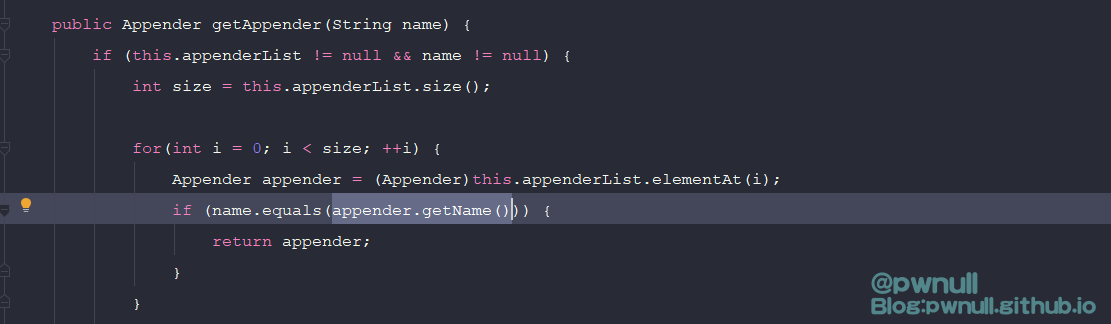 public Appender getAppender(String name) {
if (this.appenderList != null && name != null) {
int size = this.appenderList.size();
for(int i = 0; i < size; ++i) {
Appender appender = (Appender)this.appenderList.elementAt(i);
if (name.equals(appender.getName())) {
return appender;
}
}
@pwnull
Blog:pwnull.github.io